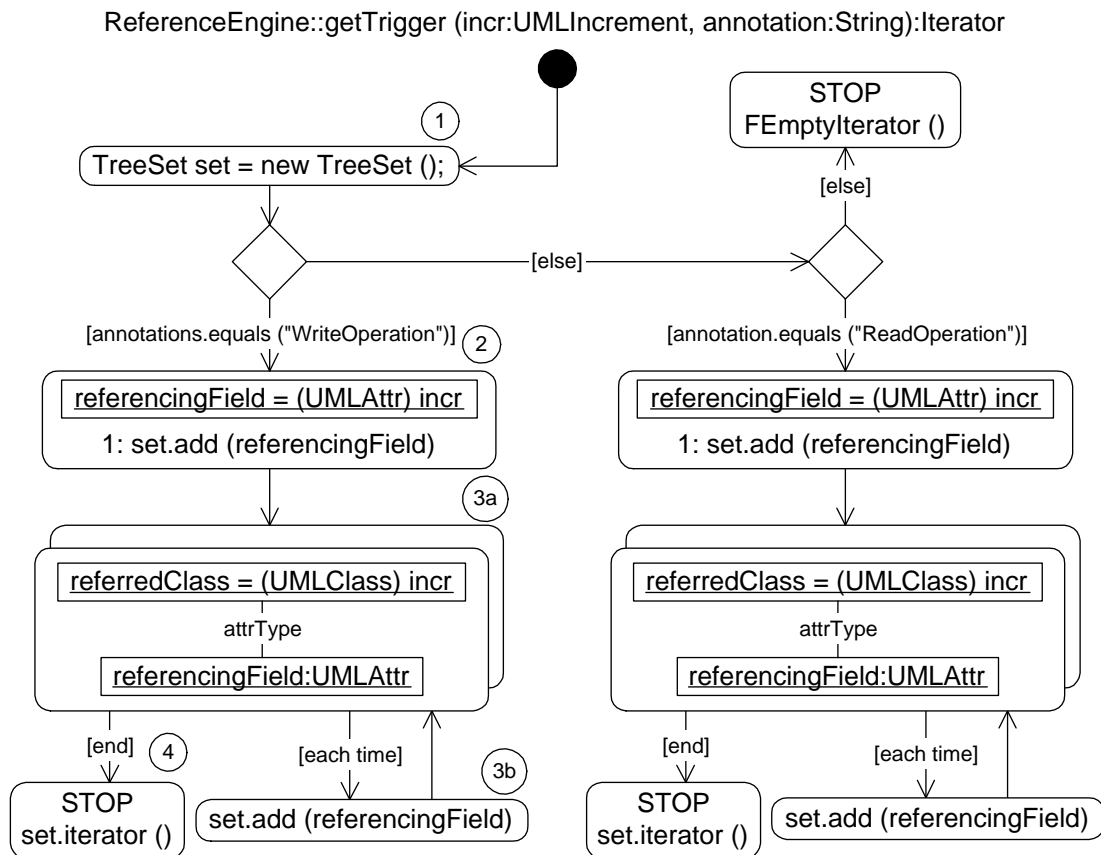 ReferenceEngine::getTrigger (incr:UMLIncrement, annotation:String):Iterator
STOP
FEmptyIterator ()
1
TreeSet set = new TreeSet ();
[else]
[else]
[annotations.equals ("WriteOperation")]
[annotation.equals ("ReadOperation")]
2
referencingField = (UMLAttr) incr
1: set.add (referencingField)
referencingField = (UMLAttr) incr
1: set.add (referencingField)
3a
referredClass = (UMLClass) incr
attrType
referencingField:UMLAttr
referredClass = (UMLClass) incr
attrType
referencingField:UMLAttr
[end]
4
[each time]
3b
STOP
set.iterator ()
set.add (referencingField)
[end]
[each time]
STOP
set.iterator ()
set.add (referencingField)